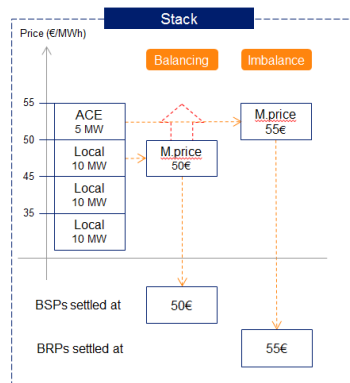 Stack
Price (€/MWh)
Balancing
Imbalance
55
ACE
5 MW
M.price
55€
50
Local
10 MW
M.price
50€
45
Local
10 MW
35
Local
10 MW
BSPs settled at
50€
BRPs settled at
55€